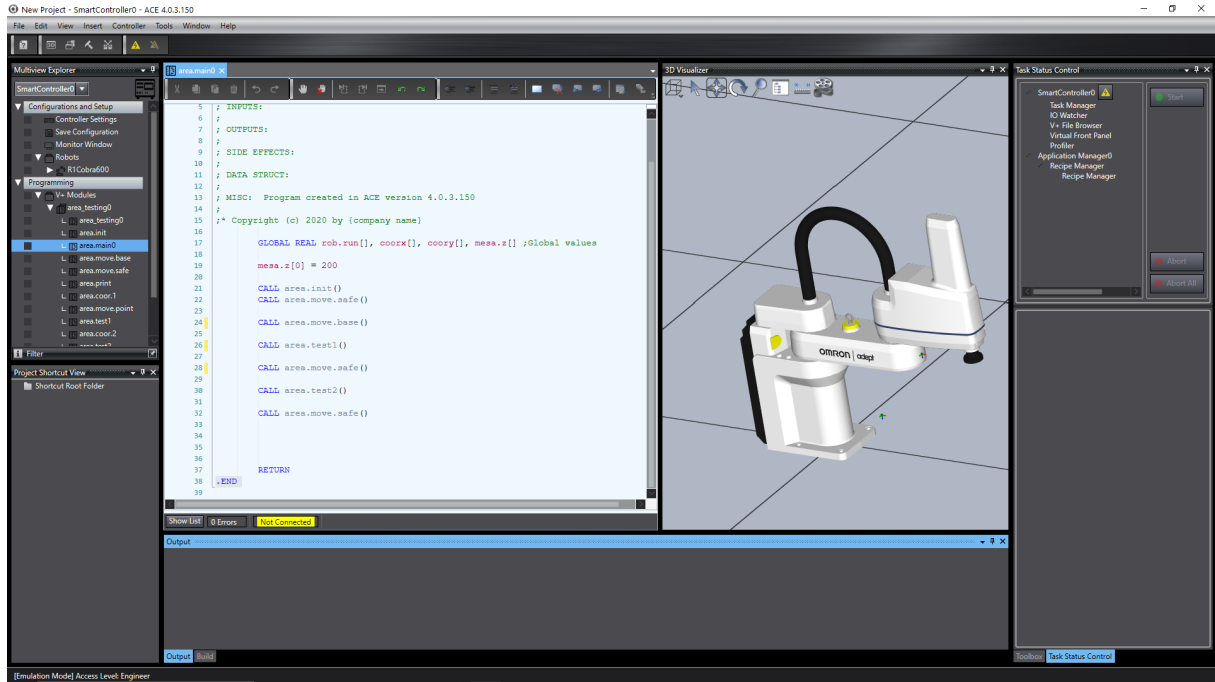 New Project - SmartController0 - ACE 4.0.3.150
File Edit View Insert Controller Tools Window Help
Multiview Explorer
SmartController0
Configurations and Setup
Controller Settings
Save Configuration
Monitor Window
Robots
R1Cobra600
Programming
V+ Modules
area_testing0
area_testing0
area.init
area.main0
area.move.base
area.move.safe
area.print
area.coor.1
area.move.point
area.test1
area.coor.2
Filter
Project Shortcut View
Shortcut Root Folder
area.main0
5 ; INPUTS:
6 ;
7 ; OUTPUTS:
8 ;
9 ; SIDE EFFECTS:
10 ;
11 ; DATA STRUCT:
12 ;
13 ; MISC: Program created in ACE version 4.0.3.150
14 ;
15 ;* Copyright (c) 2020 by {company name}
16
17 GLOBAL REAL rob.run[], coorx[], coory[], mesa.z[] ;Global values
18
19 mesa.z[0] = 200
20
21 CALL area.init()
22 CALL area.move.safe()
23
24 CALL area.move.base()
25
26 CALL area.test1()
27
28 CALL area.move.safe()
29
30 CALL area.test2()
31
32 CALL area.move.safe()
33
34
35
36
37 RETURN
38 .END
39
Show List 0 Errors Not Connected
3D Visualizer
OMRON | adept
Task Status Control
SmartController0
Task Manager
IO Watcher
V+ File Browser
Virtual Front Panel
Profiler
Application Manager0
Recipe Manager
Recipe Manager
Start
Abort
Abort All
Output
Output Build
Toolbox Task Status Control
[Emulation Mode] Access Level: Engineer